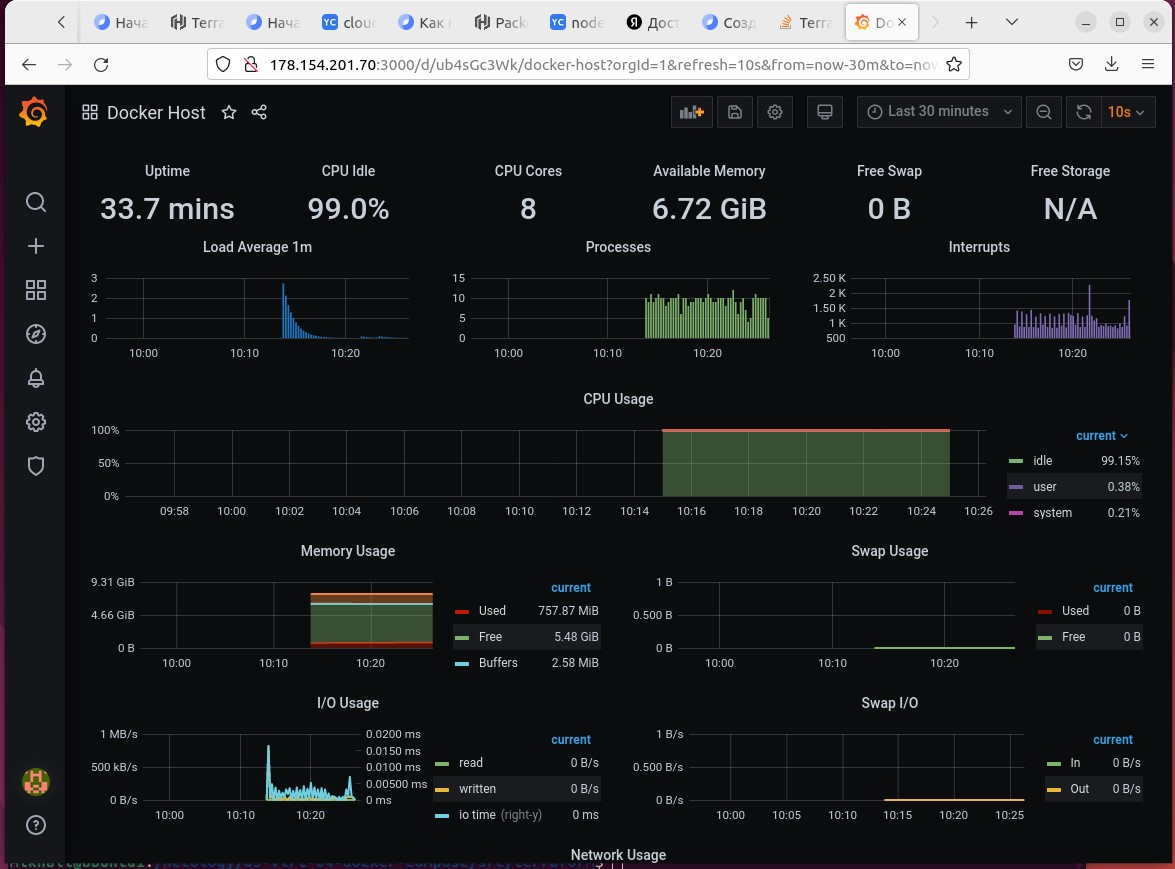 Нача
Terra
Нача
YC cloud
Как
Pack
YC node
Я Дост
Созд
Terra
Do
178.154.201.70:3000/d/ub4sGc3Wk/docker-host?orgId=1&refresh=10s&from=now-30m&to=now
Docker Host
Last 30 minutes
10s
Uptime CPU Idle CPU Cores Available Memory Free Swap Free Storage
33.7 mins 99.0% 8 6.72 GiB 0 B N/A
Load Average 1m
3
2
1
0
10:00 10:10 10:20
Processes
15
10
5
0
10:00 10:10 10:20
Interrupts
2.50 K
2 K
1.50 K
1 K
500
10:00 10:10 10:20
CPU Usage
100%
50%
0%
09:58 10:00 10:02 10:04 10:06 10:08 10:10 10:12 10:14 10:16 10:18 10:20 10:22 10:24 10:26
current
idle 99.15%
user 0.38%
system 0.21%
Memory Usage
9.31 GiB
4.66 GiB
0 B
10:00 10:10 10:20
current
Used 757.87 MiB
Free 5.48 GiB
Buffers 2.58 MiB
Swap Usage
1 B
0.500 B
0 B
10:00 10:10 10:20
current
Used 0 B
Free 0 B
I/O Usage
1 MB/s
500 kB/s
0 B/s
0.0200 ms
0.0150 ms
0.0100 ms
0.00500 ms
0 ms
10:00 10:10 10:20
current
read 0 B/s
written 0 B/s
io time (right-y) 0 ms
Swap I/O
1 B/s
0.500 B/s
0 B/s
10:00 10:05 10:10 10:15 10:20 10:25
current
In 0 B/s
Out 0 B/s
Network Usage